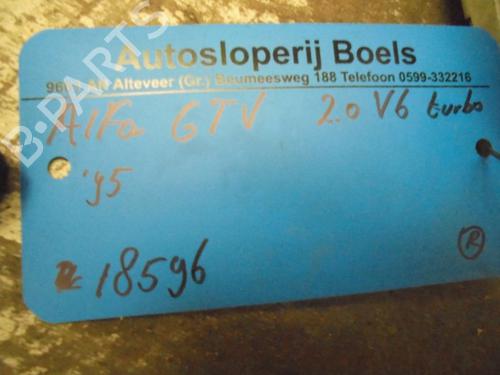 Autosloperij Boels
Alteveer (Gr.) Beumeesweg 188 Telefoon 0599-332216
Alfa GTV 2.0 V6 turbo
'95
18596
R
B-PARTS